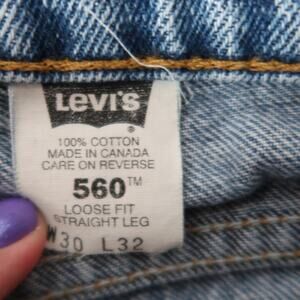 Levi's
100% COTTON
MADE IN CANADA
CARE ON REVERSE
560™
LOOSE FIT
STRAIGHT LEG
W30 L32